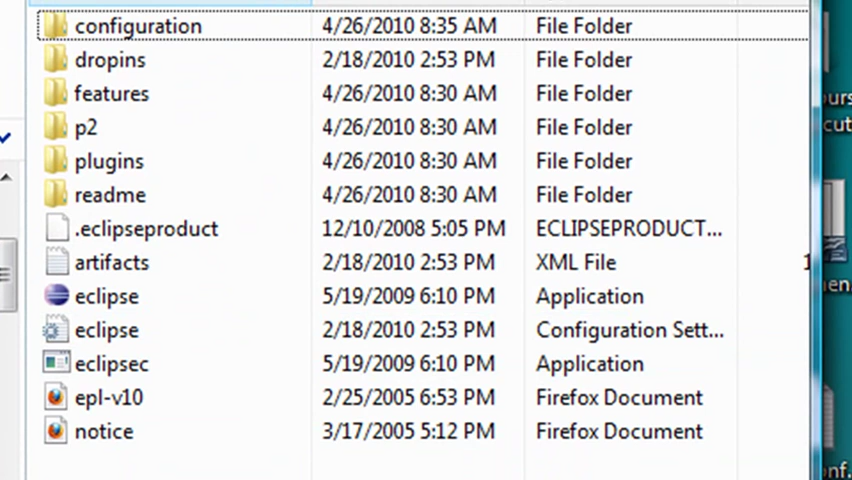 configuration 4/26/2010 8:35 AM File Folder
dropins 2/18/2010 2:53 PM File Folder
features 4/26/2010 8:30 AM File Folder
p2 4/26/2010 8:30 AM File Folder
plugins 4/26/2010 8:30 AM File Folder
readme 4/26/2010 8:30 AM File Folder
.eclipseproduct 12/10/2008 5:05 PM ECLIPSEPRODUCT...
artifacts 2/18/2010 2:53 PM XML File 1
eclipse 5/19/2009 6:10 PM Application
eclipse 2/18/2010 2:53 PM Configuration Sett...
eclipsec 5/19/2009 6:10 PM Application
epl-v10 2/25/2005 6:53 PM Firefox Document
notice 3/17/2005 5:12 PM Firefox Document